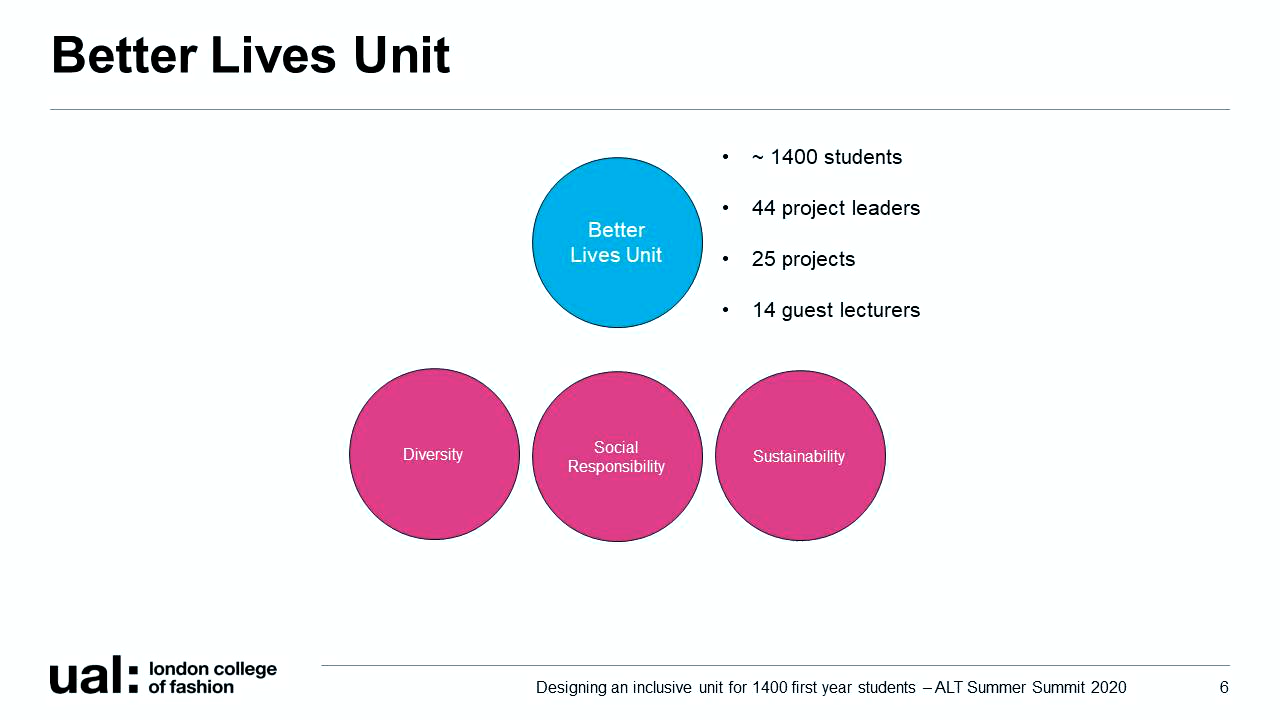 Better Lives Unit
• ~ 1400 students
• 44 project leaders
• 25 projects
• 14 guest lecturers
Better
Lives Unit
Diversity
Social
Responsibility
Sustainability
ual: london college
of fashion
Designing an inclusive unit for 1400 first year students – ALT Summer Summit 2020
6